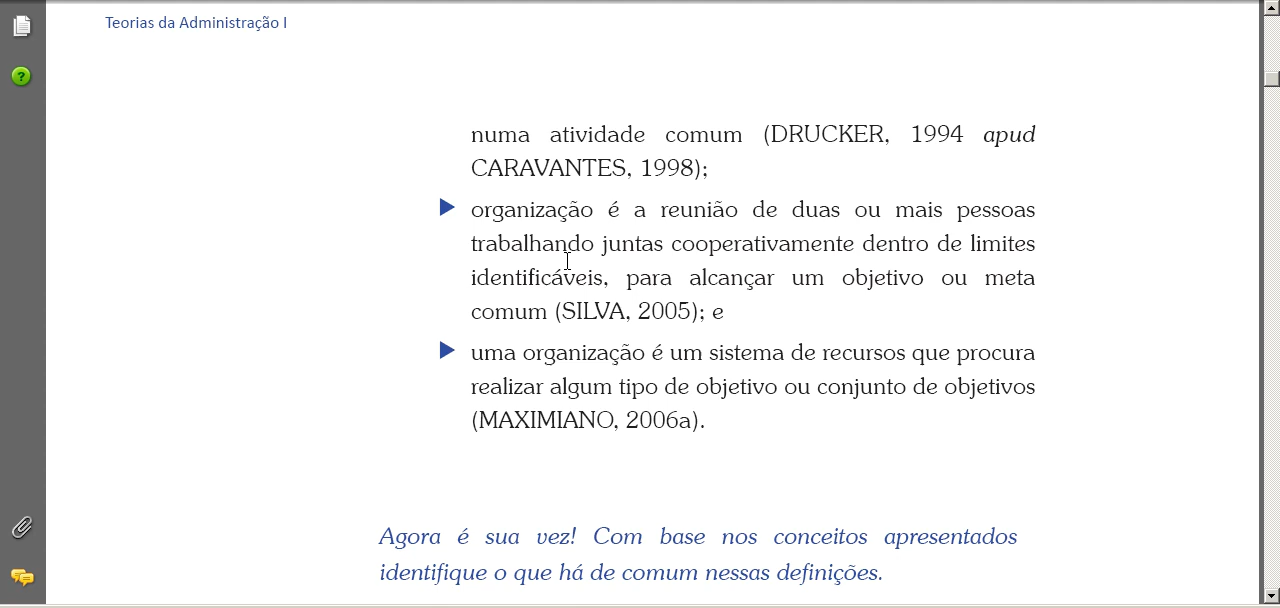 Teorias da Administração I
numa atividade comum (DRUCKER, 1994 apud
CARAVANTES, 1998);
organização é a reunião de duas ou mais pessoas
trabalhando juntas cooperativamente dentro de limites
identificáveis, para alcançar um objetivo ou meta
comum (SILVA, 2005); e
uma organização é um sistema de recursos que procura
realizar algum tipo de objetivo ou conjunto de objetivos
(MAXIMIANO, 2006a).
Agora é sua vez! Com base nos conceitos apresentados
identifique o que há de comum nessas definições.